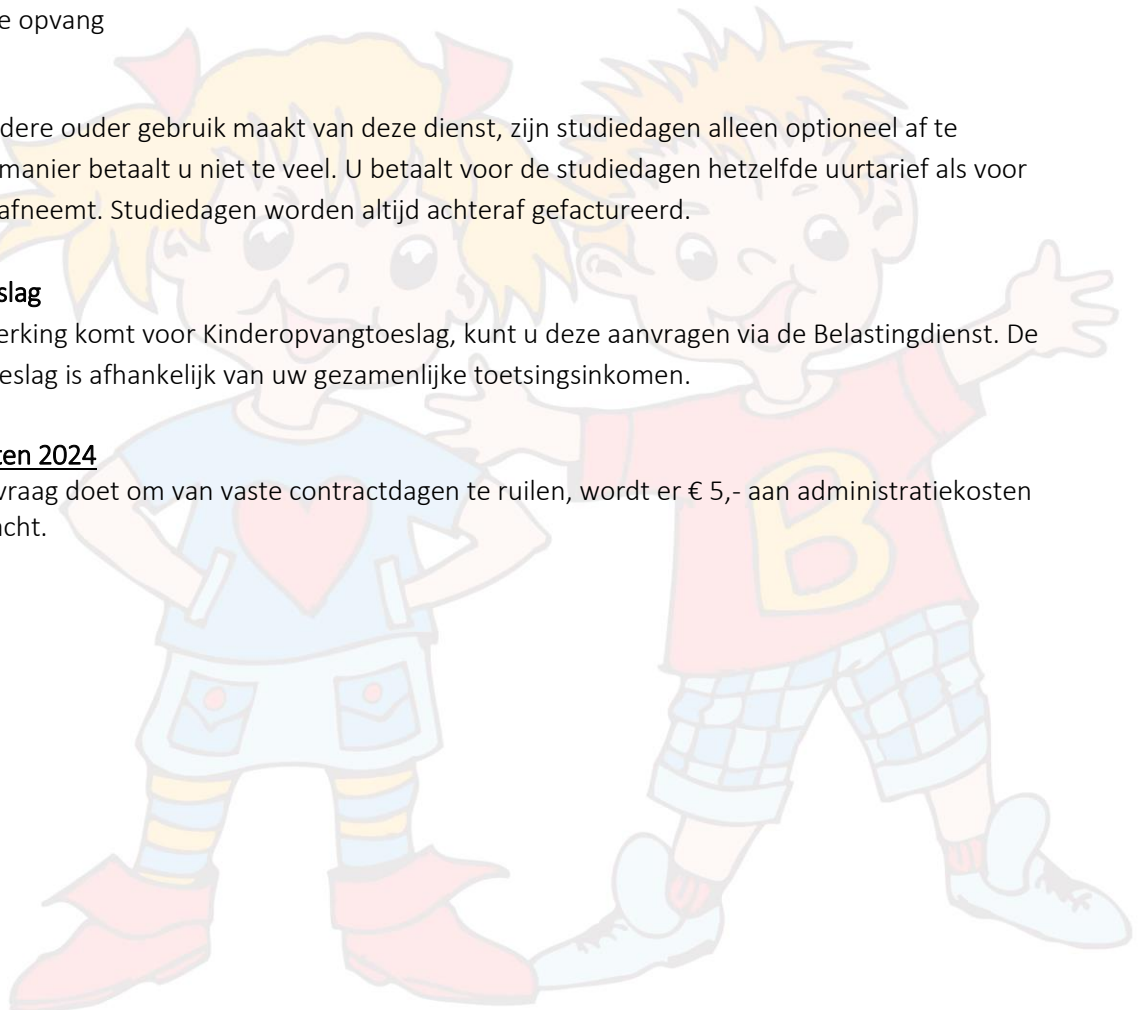 e opvang
dere ouder gebruik maakt van deze dienst, zijn studiedagen alleen optioneel af te
manier betaalt u niet te veel. U betaalt voor de studiedagen hetzelfde uurtarief als voor
afneemt. Studiedagen worden altijd achteraf gefactureerd.
slag
erking komt voor Kinderopvangtoeslag, kunt u deze aanvragen via de Belastingdienst. De
eslag is afhankelijk van uw gezamenlijke toetsingsinkomen.
ten 2024
vraag doet om van vaste contractdagen te ruilen, wordt er € 5,- aan administratiekosten
acht.
B